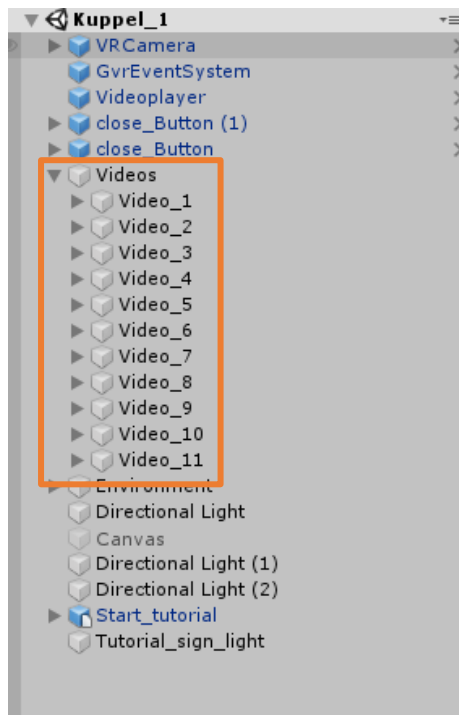 Kuppel_1
VRCamera
GvrEventSystem
Videoplayer
close_Button (1)
close_Button
Videos
Video_1
Video_2
Video_3
Video_4
Video_5
Video_6
Video_7
Video_8
Video_9
Video_10
Video_11
Environment
Directional Light
Canvas
Directional Light (1)
Directional Light (2)
Start_tutorial
Tutorial_sign_light